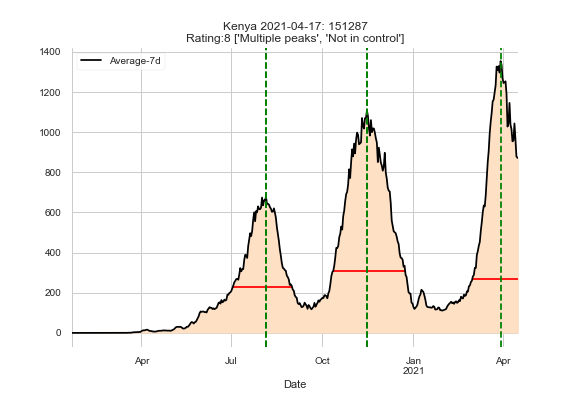 Kenya 2021-04-17: 151287
Rating:8 ['Multiple peaks', 'Not in control']
Average-7d
1400
1200
1000
800
600
400
200
0
Apr
Jul
Oct
Jan
2021
Apr
Date